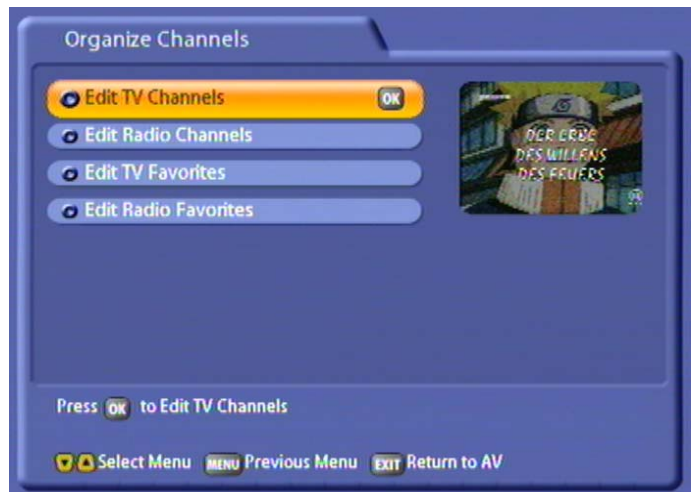 Organize Channels
Edit TV Channels OK
Edit Radio Channels
Edit TV Favorites
Edit Radio Favorites
DER ERBE
DES WILLENS
DES FEUERS
Press OK to Edit TV Channels
Select Menu MENU Previous Menu EXIT Return to AV